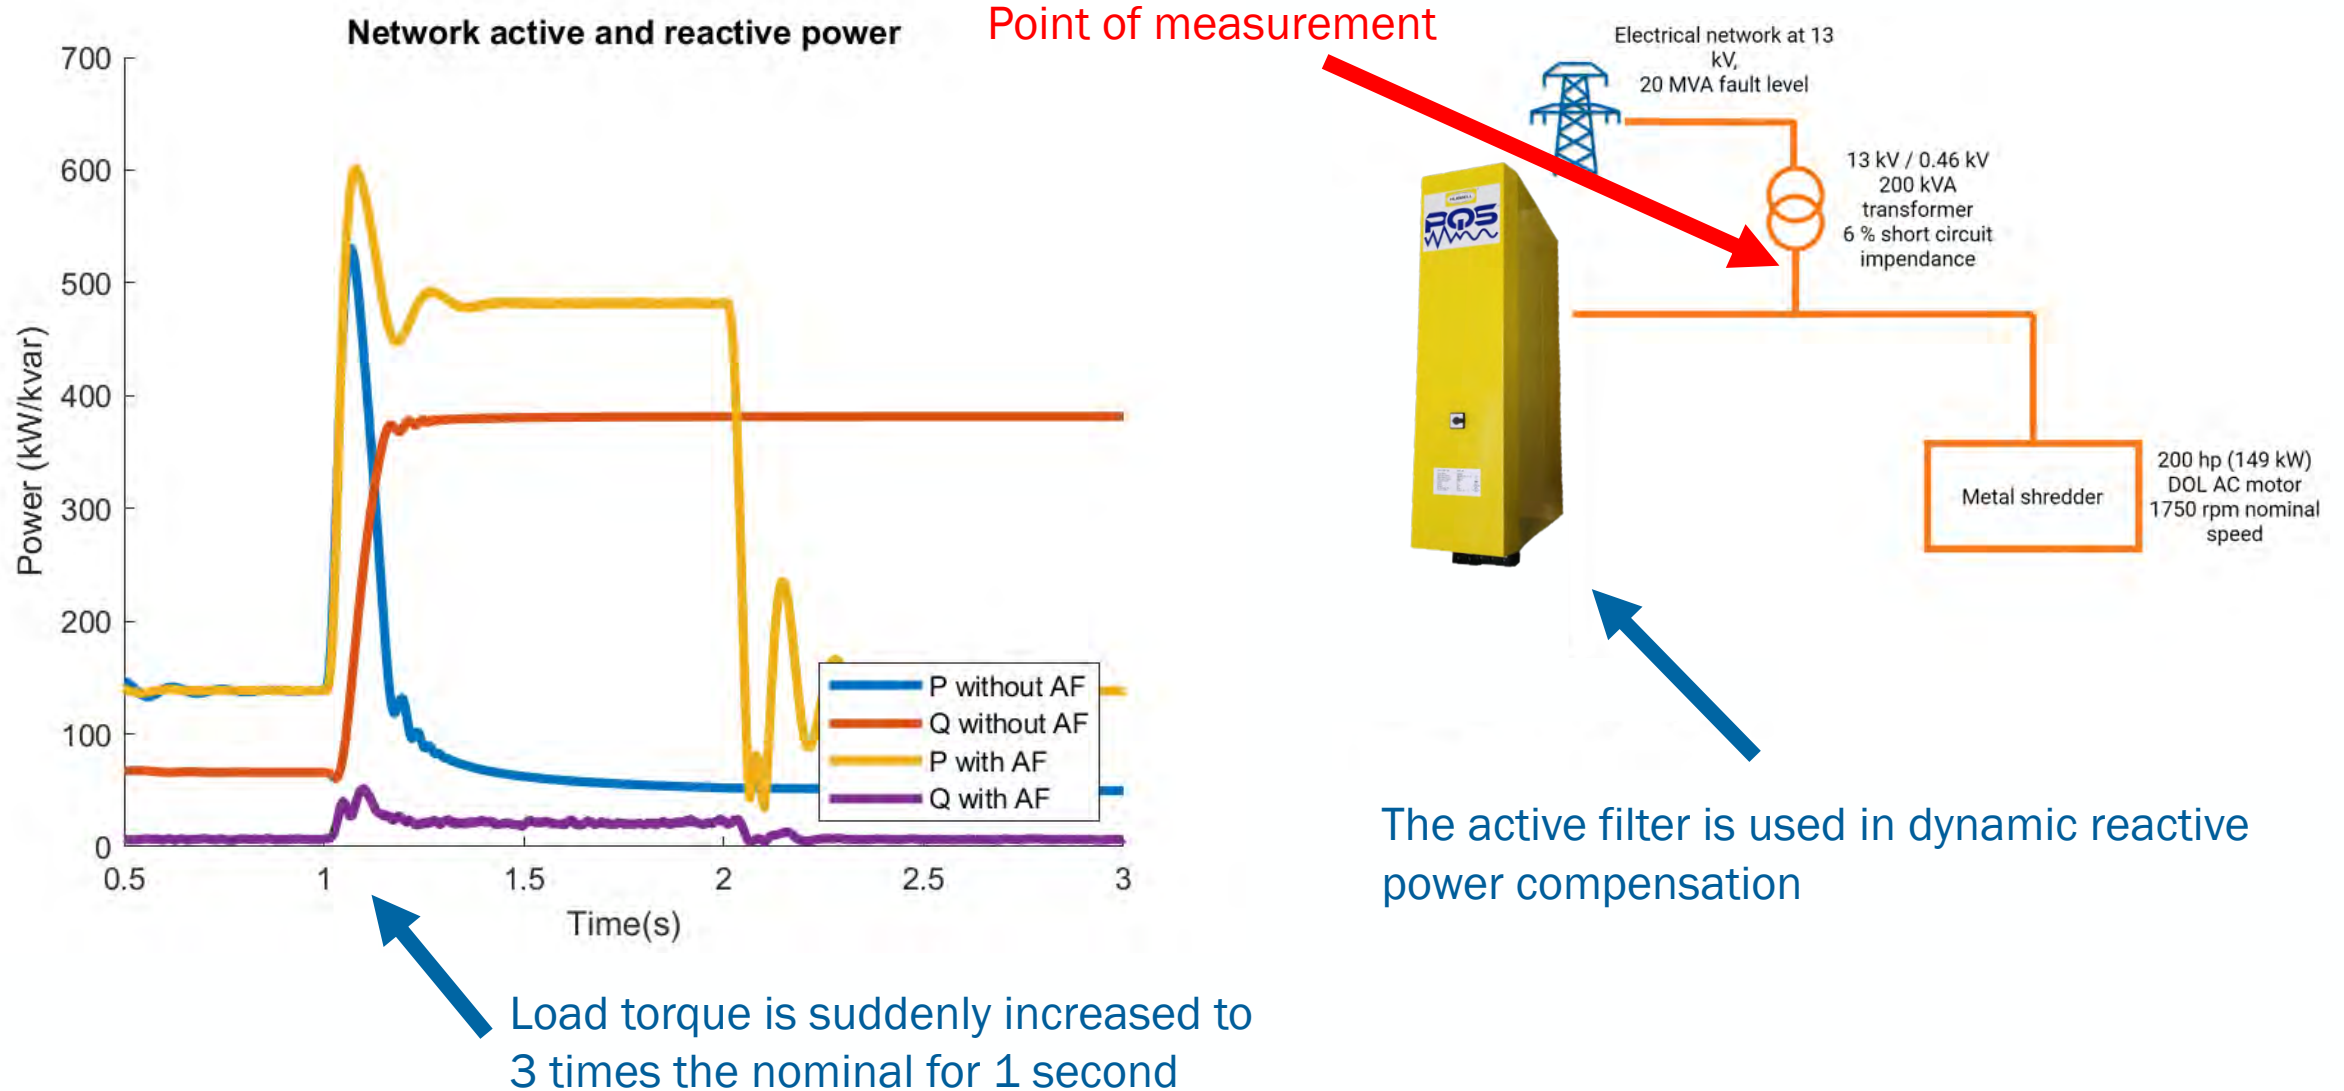 Network active and reactive power
Point of measurement
700
600
500
400
300
200
100
0
Power (kW/kvar)
0.5
1
1.5
2
2.5
3
Time(s)
P without AF
Q without AF
P with AF
Q with AF
Load torque is suddenly increased to
3 times the nominal for 1 second
Electrical network at 13
kV,
20 MVA fault level
13 kV / 0.46 kV
200 kVA
transformer
6 % short circuit
impendance
PQS
Metal shredder
200 hp (149 kW)
DOL AC motor
1750 rpm nominal
speed
The active filter is used in dynamic reactive
power compensation